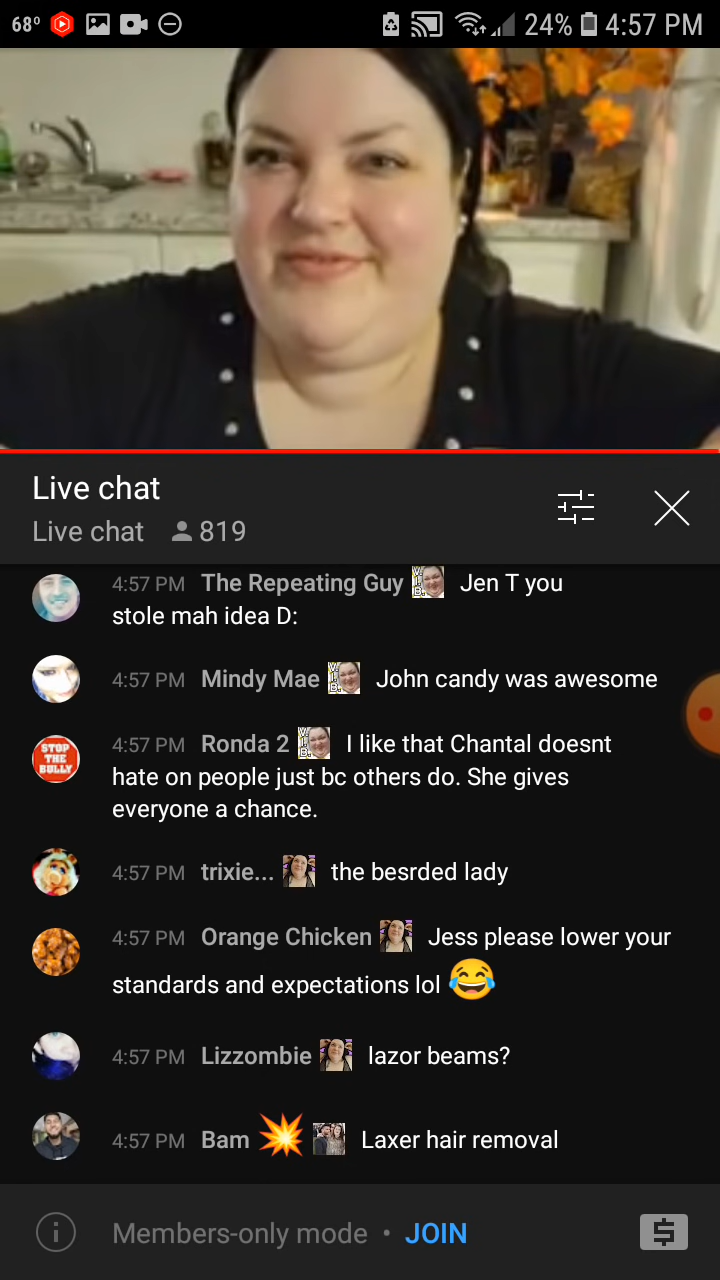 68° 24% 4:57 PM
Live chat
Live chat 819
4:57 PM The Repeating Guy Jen T you
stole mah idea D:
4:57 PM Mindy Mae John candy was awesome
STOP
THE
BULLY
4:57 PM Ronda 2 I like that Chantal doesnt
hate on people just bc others do. She gives
everyone a chance.
4:57 PM trixie... the besrded lady
4:57 PM Orange Chicken Jess please lower your
standards and expectations lol 😂
4:57 PM Lizzombie lazor beams?
4:57 PM Bam 💥 Laxer hair removal
Members-only mode • JOIN